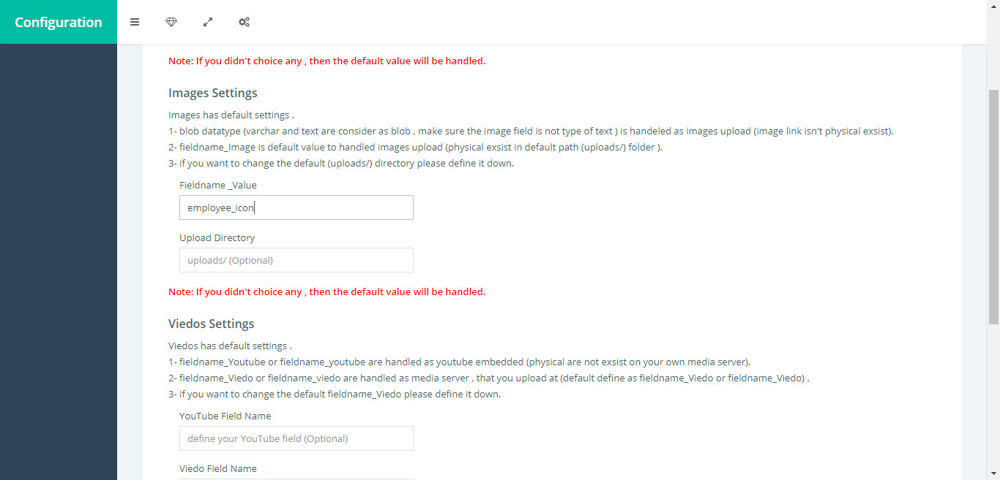 Configuration
Note: If you didn't choice any , then the default value will be handled.
Images Settings
Images has default settings .
1- blob datatype (varchar and text are consider as blob , make sure the image field is not type of text ) is handeled as images upload (image link isn't physical exsist).
2- fieldname_Image is default value to handled images upload (physical exsist in default path (uploads/) folder ).
3- if you want to change the default (uploads/) directory please define it down.
Fieldname _Value
employee_icon
Upload Directory
uploads/ (Optional)
Note: If you didn't choice any , then the default value will be handled.
Viedos Settings
Viedos has default settings .
1- fieldname_Youtube or fieldname_youtube are handled as youtube embedded (physical are not exsist on your own media server).
2- fieldname_Viedo or fieldname_viedo are handled as media server , that you upload at (default define as fieldname_Viedo or fieldname_Viedo) .
3- if you want to change the default fieldname_Viedo please define it down.
YouTube Field Name
define your YouTube field (Optional)
Viedo Field Name